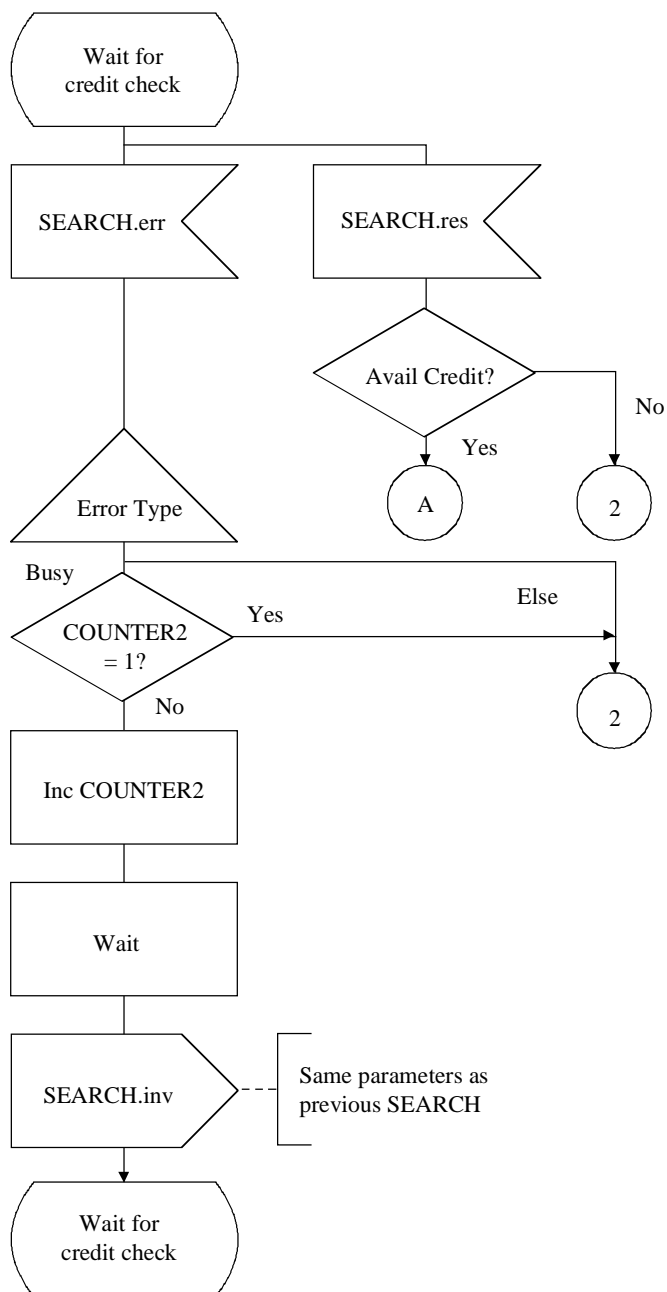 Wait for
credit check
SEARCH.err
SEARCH.res
Avail Credit?
No
Yes
A
2
Error Type
Busy
Else
COUNTER2
= 1?
Yes
No
2
Inc COUNTER2
Wait
SEARCH.inv
Same parameters as
previous SEARCH
Wait for
credit check